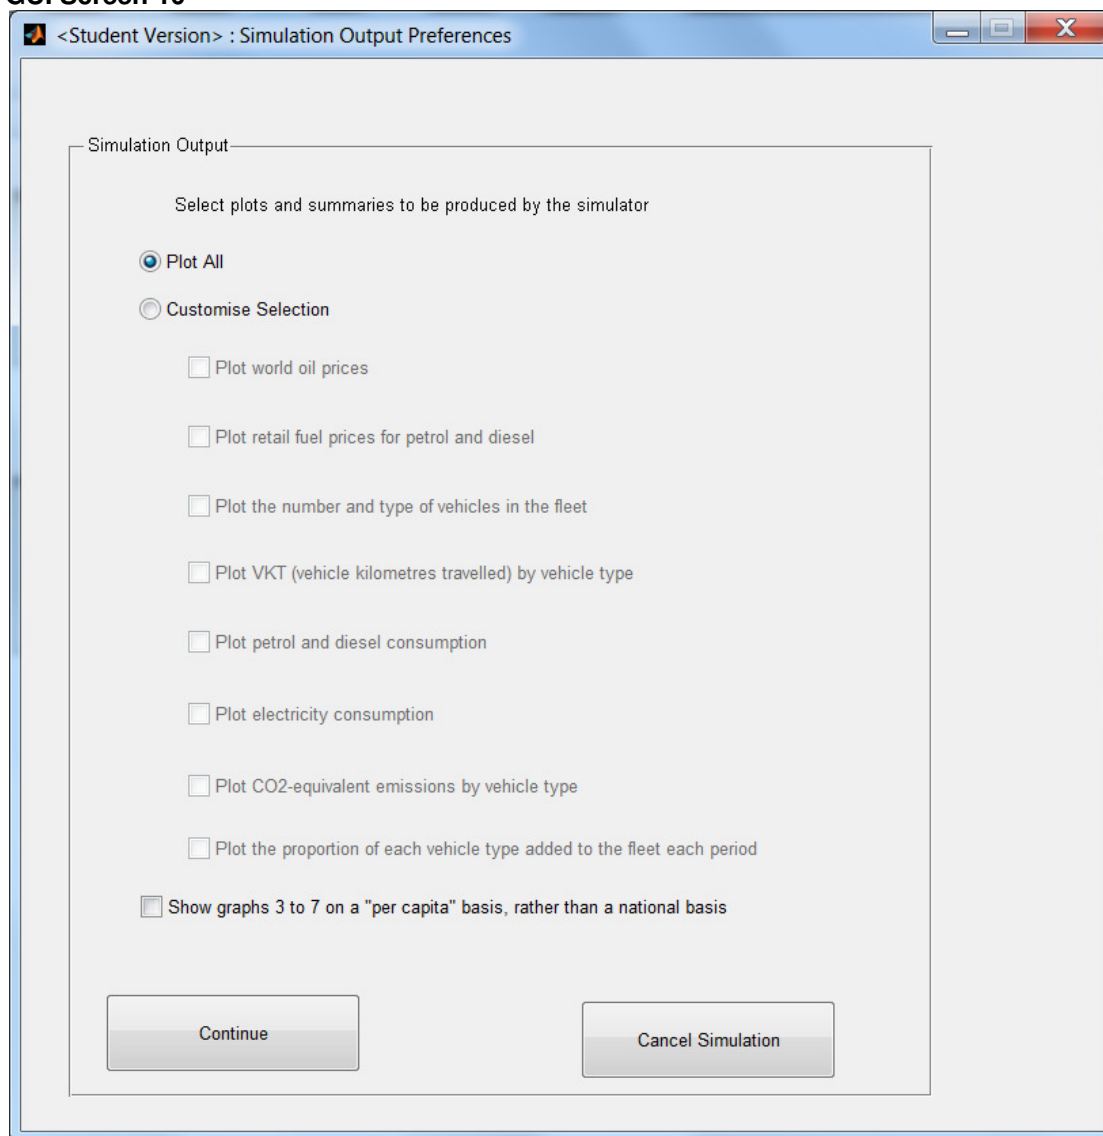 <Student Version> : Simulation Output Preferences
Simulation Output
Select plots and summaries to be produced by the simulator
Plot All
Customise Selection
Plot world oil prices
Plot retail fuel prices for petrol and diesel
Plot the number and type of vehicles in the fleet
Plot VKT (vehicle kilometres travelled) by vehicle type
Plot petrol and diesel consumption
Plot electricity consumption
Plot CO2-equivalent emissions by vehicle type
Plot the proportion of each vehicle type added to the fleet each period
Show graphs 3 to 7 on a "per capita" basis, rather than a national basis
Continue
Cancel Simulation